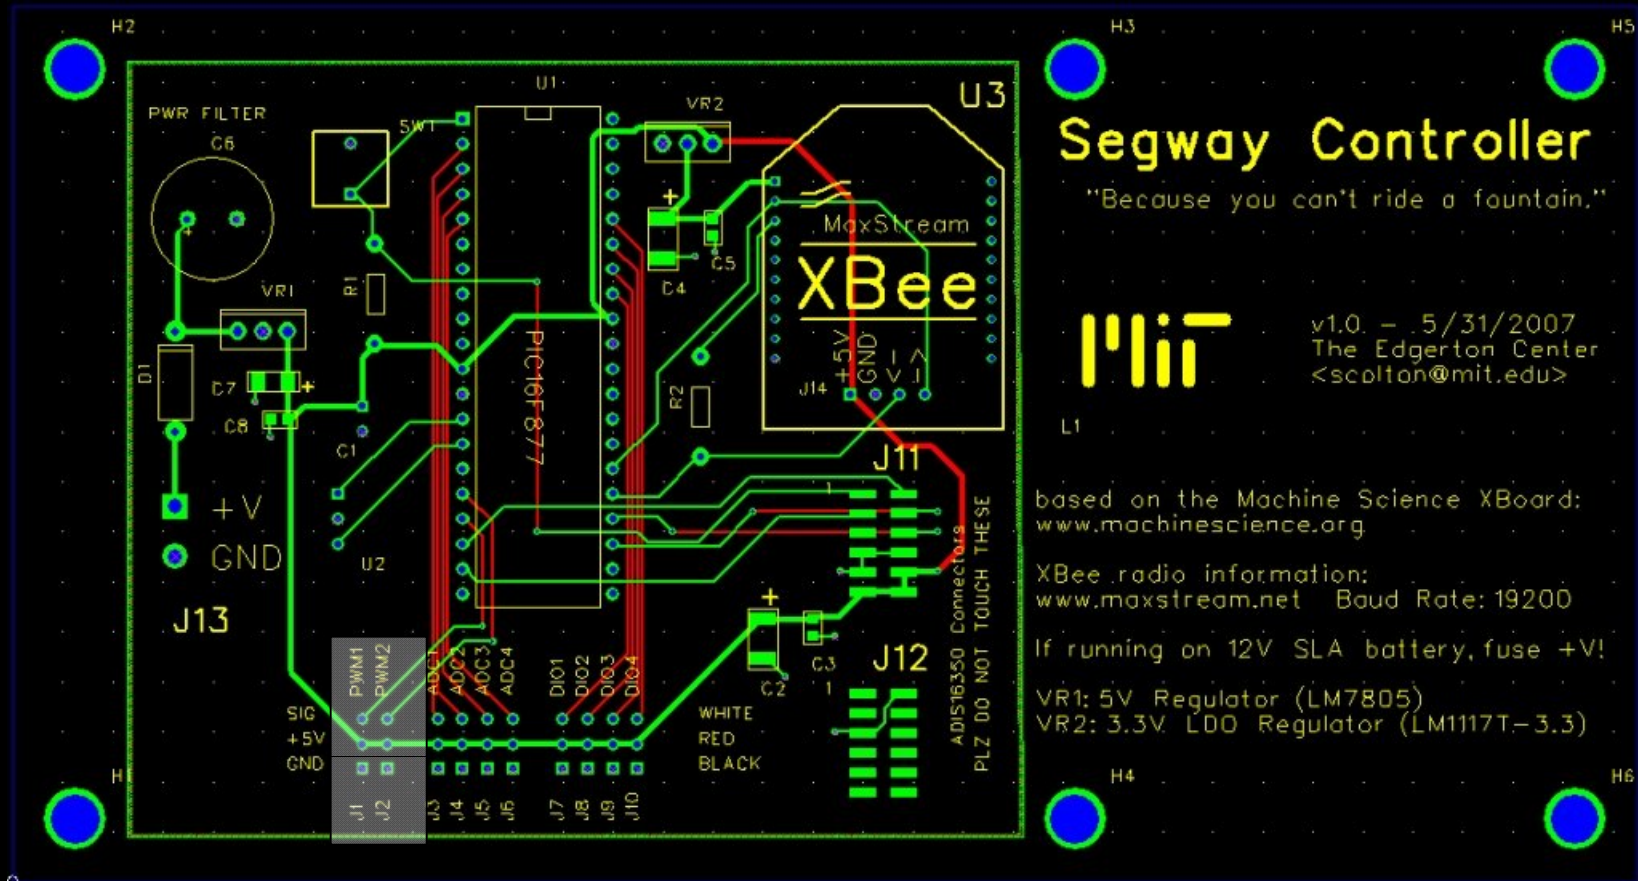 H2
H3
H5
U1
U3
PWR FILTER
VR2
C6
SW1
Segway Controller
"Because you can't ride a fountain."
MaxStream
XBee
C5
C4
R1
VR1
PIC16F877
MIT
v1.0 - 5/31/2007
The Edgerton Center
<scolton@mit.edu>
+5V
GND
V-
->
J14
D1
C7
+
C8
R2
L1
C1
J11
1
+V
based on the Machine Science XBoard:
www.machinescience.org
GND
U2
XBee radio information:
www.maxstream.net Baud Rate: 19200
J13
+
C3
J12
If running on 12V SLA battery, fuse +V!
C2
1
ADIS16350 Connectors
PLZ DO NOT TOUCH THESE
PWM1
PWM2
ADC1
ADC2
ADC3
ADC4
DIO1
DIO2
DIO3
DIO4
VR1: 5V Regulator (LM7805)
VR2: 3.3V LDO Regulator (LM1117T-3.3)
SIG
WHITE
+5V
RED
GND
BLACK
H1
H4
H6
J1
J2
J3
J4
J5
J6
J7
J8
J9
J10